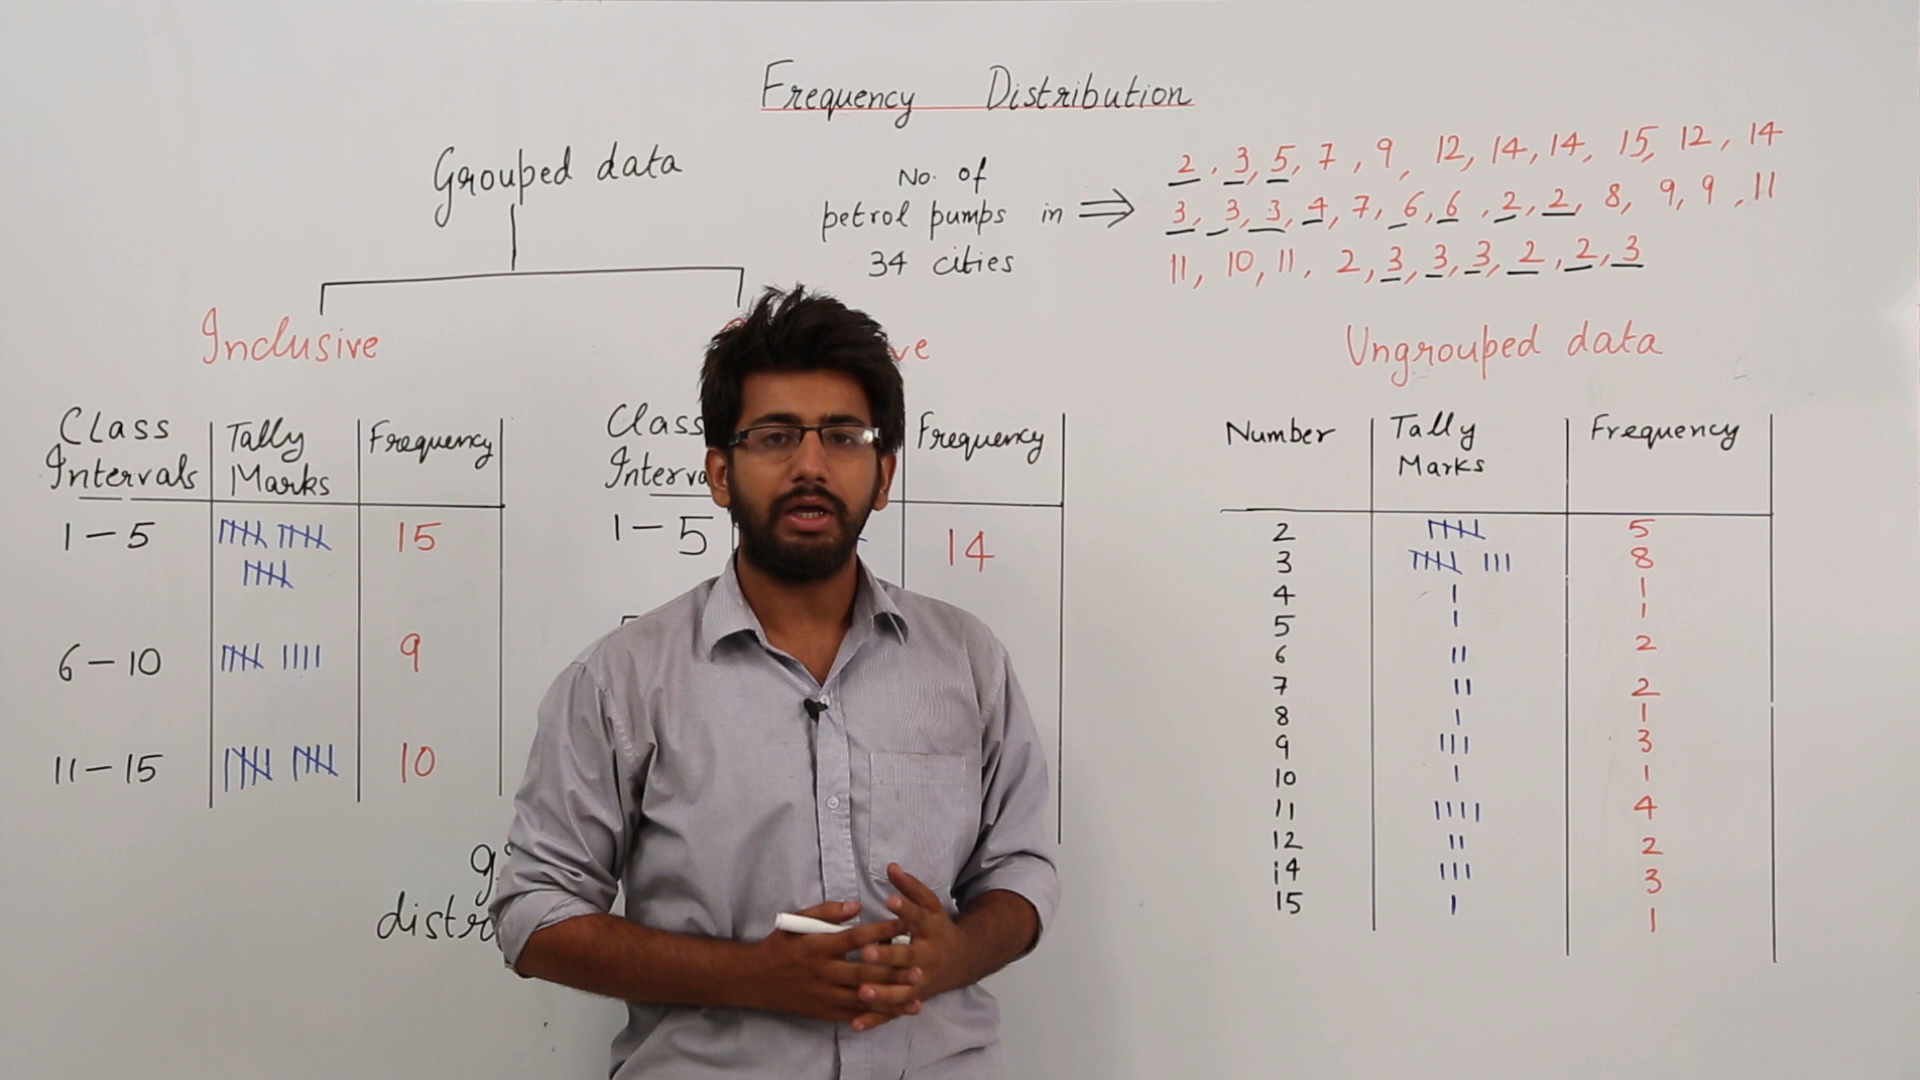 Frequency Distribution
Grouped data
Inclusive
ve
No. of
petrol pumps in ⇒
34 cities
2, 3, 5, 7, 9, 12, 14, 14, 15, 12, 14
3, 3, 3, 4, 7, 6, 6, 2, 2, 8, 9, 9, 11
11, 10, 11, 2, 3, 3, 3, 2, 2, 3
Class Intervals Tally Marks Frequency
1-5 15
6-10 9
11-15 10
Class Frequency
1-5 14
Ungrouped data
Number Tally Marks Frequency
2 5
3 8
4 1
5 1
6 2
7 2
8 1
9 3
10 1
11 4
12 2
14 3
15 1